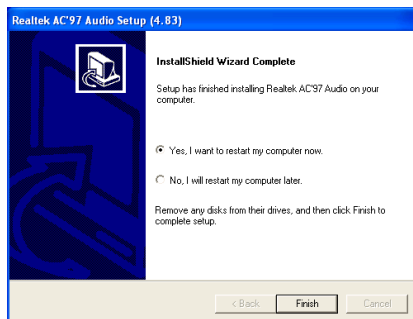 Realtek AC'97 Audio Setup (4.83)
InstallShield Wizard Complete
Setup has finished installing Realtek AC'97 Audio on your
computer.
Yes, I want to restart my computer now.
No, I will restart my computer later.
Remove any disks from their drives, and then click Finish to
complete setup.
< Back
Finish
Cancel